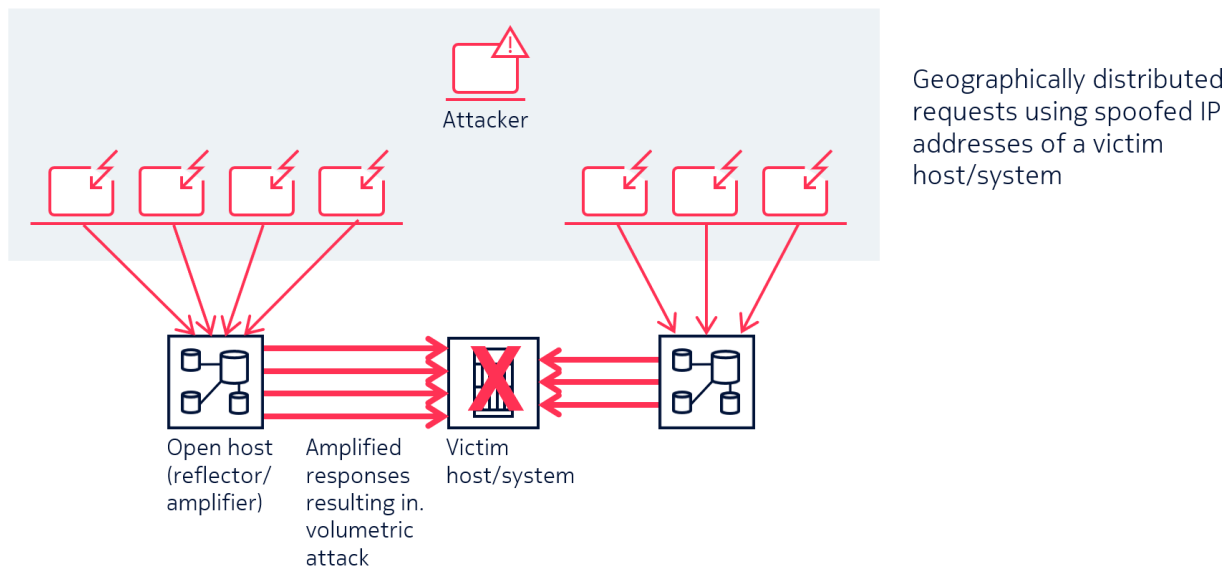 Attacker
Geographically distributed
requests using spoofed IP
addresses of a victim
host/system
Open host
(reflector/
amplifier)
Amplified
responses
resulting in.
volumetric
attack
Victim
host/system